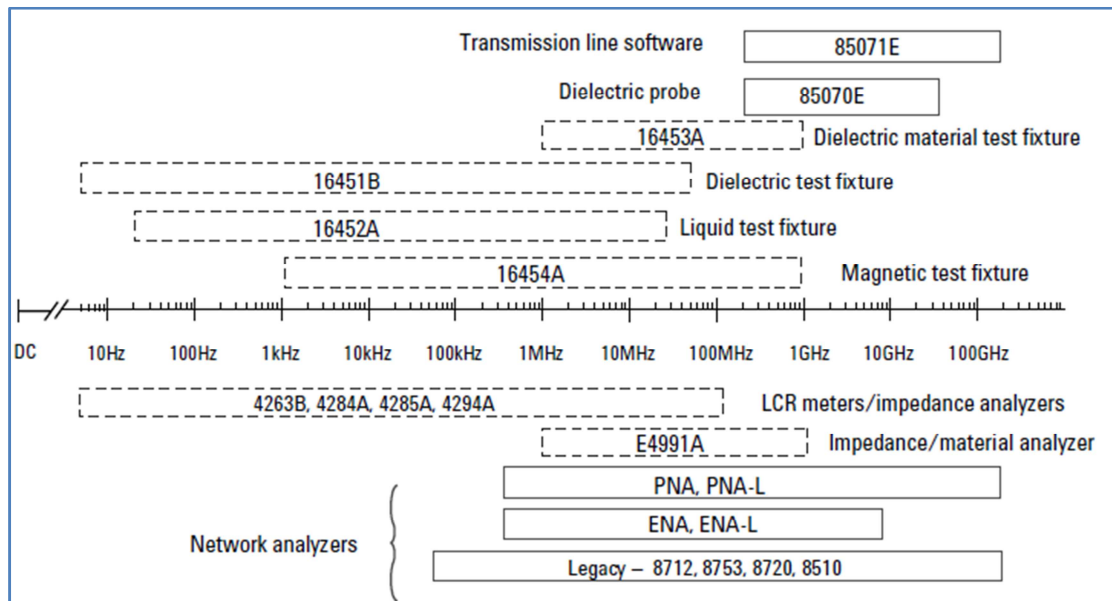 Transmission line software 85071E
Dielectric probe 85070E
16453A Dielectric material test fixture
16451B Dielectric test fixture
16452A Liquid test fixture
16454A Magnetic test fixture
DC 10Hz 100Hz 1kHz 10kHz 100kHz 1MHz 10MHz 100MHz 1GHz 10GHz 100GHz
4263B, 4284A, 4285A, 4294A LCR meters/impedance analyzers
E4991A Impedance/material analyzer
PNA, PNA-L
ENA, ENA-L
Network analyzers
Legacy – 8712, 8753, 8720, 8510